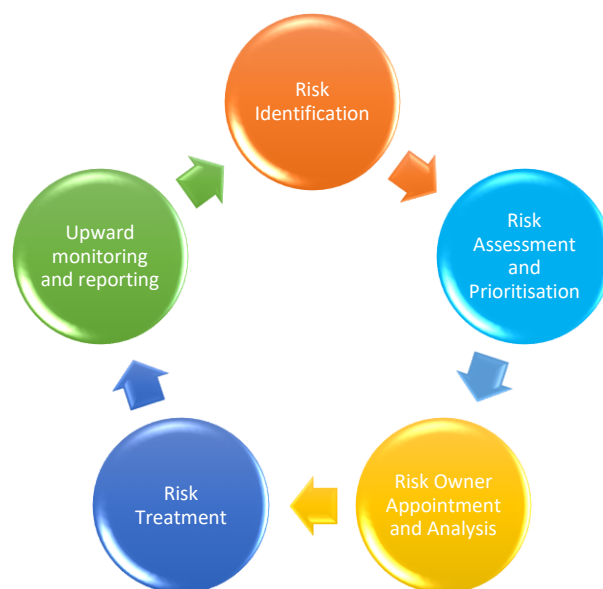 Risk
Identification
Risk
Assessment
and
Prioritisation
Risk Owner
Appointment
and Analysis
Risk
Treatment
Upward
monitoring
and reporting